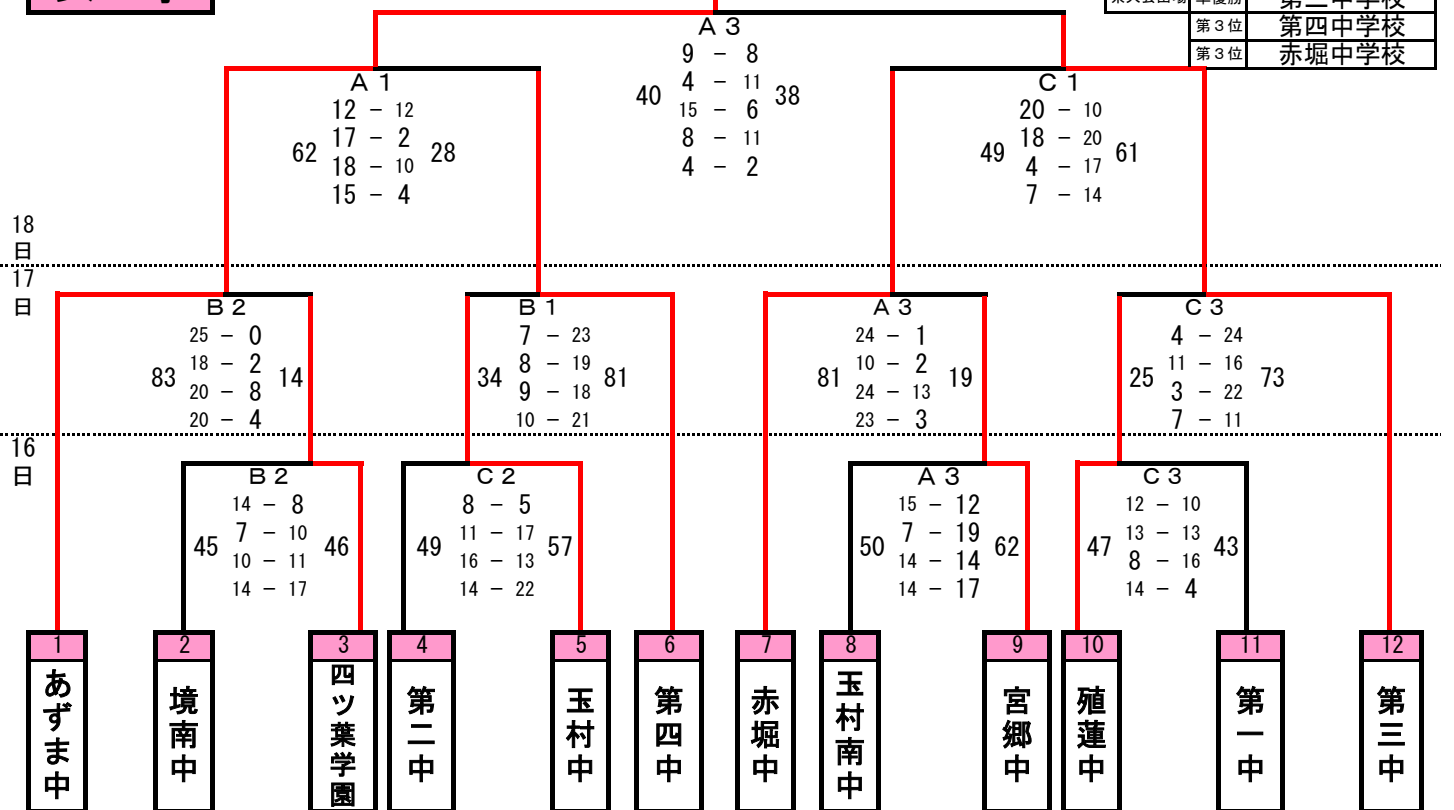 第３位 第四中学校
第３位 赤堀中学校
Ａ３
9 － 8
4 － 11
40 15 － 6 38
8 － 11
4 － 2
Ａ１
12 － 12
17 － 2
62 28
18 － 10
15 － 4
Ｃ１
20 － 10
18 － 20
49 61
4 － 17
7 － 14
18
日
17
日
Ｂ２
25 － 0
18 － 2
83 14
20 － 8
20 － 4
Ｂ１
7 － 23
8 － 19
34 81
9 － 18
10 － 21
Ａ３
24 － 1
10 － 2
81 19
24 － 13
23 － 3
Ｃ３
4 － 24
11 － 16
25 73
3 － 22
7 － 11
16
日
Ｂ２
14 － 8
7 － 10
45 46
10 － 11
14 － 17
Ｃ２
8 － 5
11 － 17
49 57
16 － 13
14 － 22
Ａ３
15 － 12
7 － 19
50 62
14 － 14
14 － 17
Ｃ３
12 － 10
13 － 13
47 43
8 － 16
14 － 4
1 2 3 4 5 6 7 8 9 10 11 12
あずま中
境南中
四ツ葉学園
第二中
玉村中
第四中
赤堀中
玉村南中
宮郷中
殖蓮中
第一中
第三中